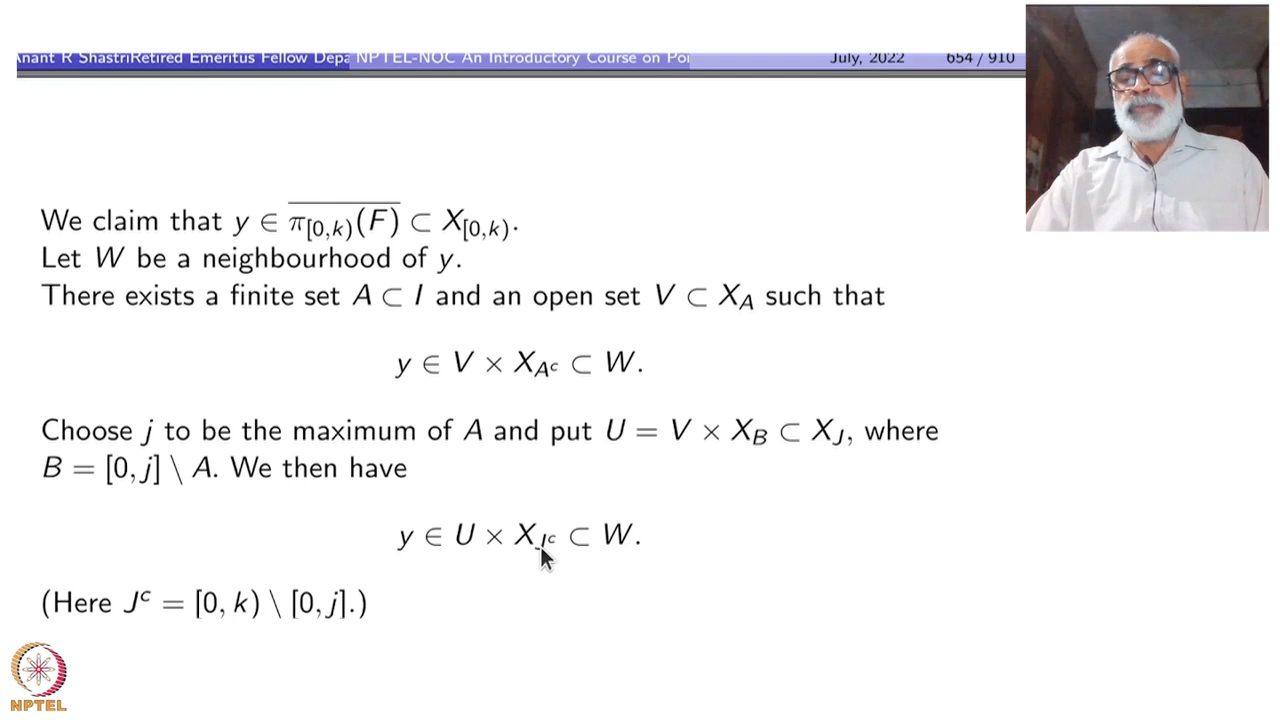 Anant R ShastriRetired Emeritus Fellow Depa NPTEL-NOC An Introductory Course on Poi July, 2022 654 / 910
We claim that y ∈ \overline{π_{[0,k)}(F)} ⊂ X_{[0,k)}.
Let W be a neighbourhood of y.
There exists a finite set A ⊂ I and an open set V ⊂ X_A such that
y ∈ V × X_{A^c} ⊂ W.
Choose j to be the maximum of A and put U = V × X_B ⊂ X_J, where
B = [0, j] \ A. We then have
y ∈ U × X_{J^c} ⊂ W.
(Here J^c = [0, k) \ [0, j].)
NPTEL